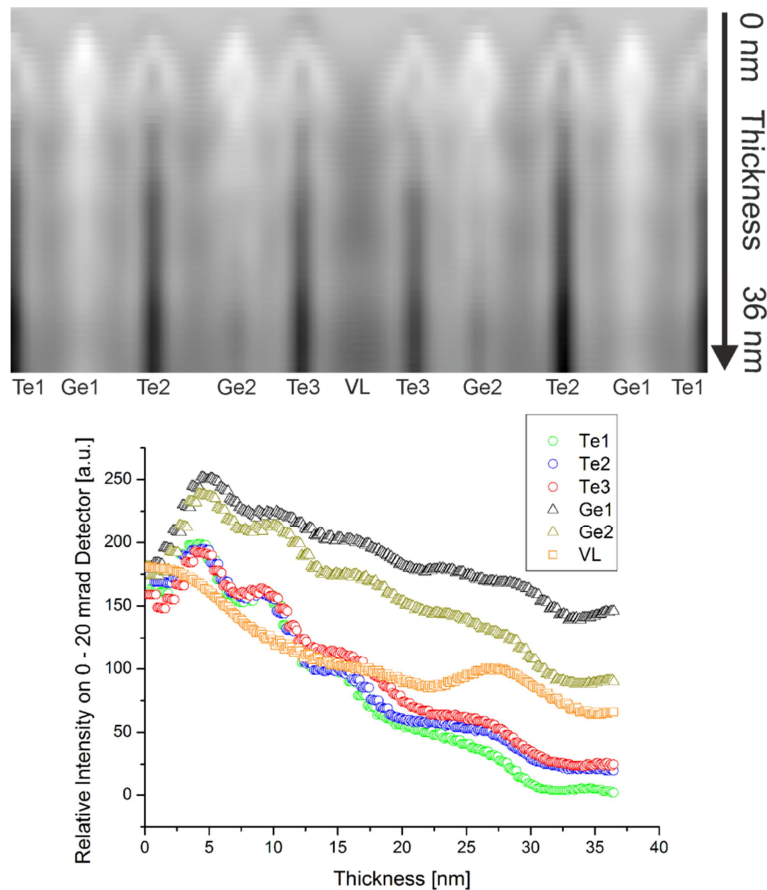 0 nm Thickness 36 nm
Te1 Ge1 Te2 Ge2 Te3 VL Te3 Ge2 Te2 Ge1 Te1
Relative Intensity on 0 - 20 mrad Detector [a.u.]
250
200
150
100
50
0
Te1
Te2
Te3
Ge1
Ge2
VL
0 5 10 15 20 25 30 35 40
Thickness [nm]